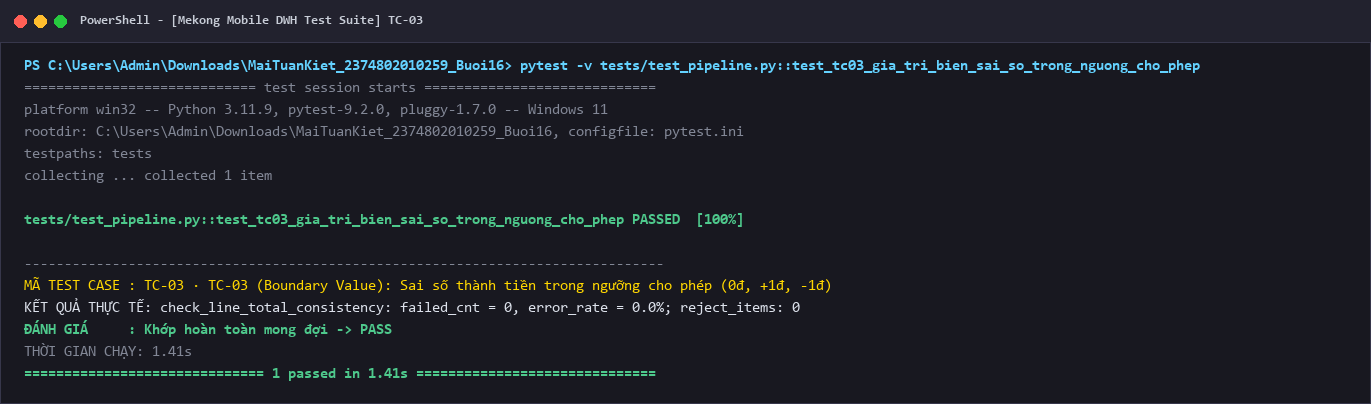 PowerShell - [Mekong Mobile DWH Test Suite] TC-03
PS C:\Users\Admin\Downloads\MaiTuanKiet_2374802010259_Buoi16> pytest -v tests/test_pipeline.py::test_tc03_gia_tri_bien_sai_so_trong_nguong_cho_phep
============================= test session starts =============================
platform win32 -- Python 3.11.9, pytest-9.2.0, pluggy-1.7.0 -- Windows 11
rootdir: C:\Users\Admin\Downloads\MaiTuanKiet_2374802010259_Buoi16, configfile: pytest.ini
testpaths: tests
collecting ... collected 1 item
tests/test_pipeline.py::test_tc03_gia_tri_bien_sai_so_trong_nguong_cho_phep PASSED  [100%]
--------------------------------------------------------------------------------
MÃ TEST CASE : TC-03 · TC-03 (Boundary Value): Sai số thành tiền trong ngưỡng cho phép (0đ, +1đ, -1đ)
KẾT QUẢ THỰC TẾ: check_line_total_consistency: failed_cnt = 0, error_rate = 0.0%; reject_items: 0
ĐÁNH GIÁ     : Khớp hoàn toàn mong đợi -> PASS
THỜI GIAN CHẠY: 1.41s
============================== 1 passed in 1.41s ==============================